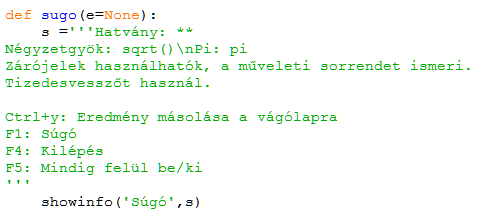 def sugo(e=None):
    s ='''Hatvány: **
Négyzetgyök: sqrt()\nPi: pi
Zárójelek használhatók, a műveleti sorrendet ismeri.
Tizedesvesszőt használ.

Ctrl+y: Eredmény másolása a vágólapra
F1: Súgó
F4: Kilépés
F5: Mindig felül be/ki
'''
    showinfo('Súgó',s)